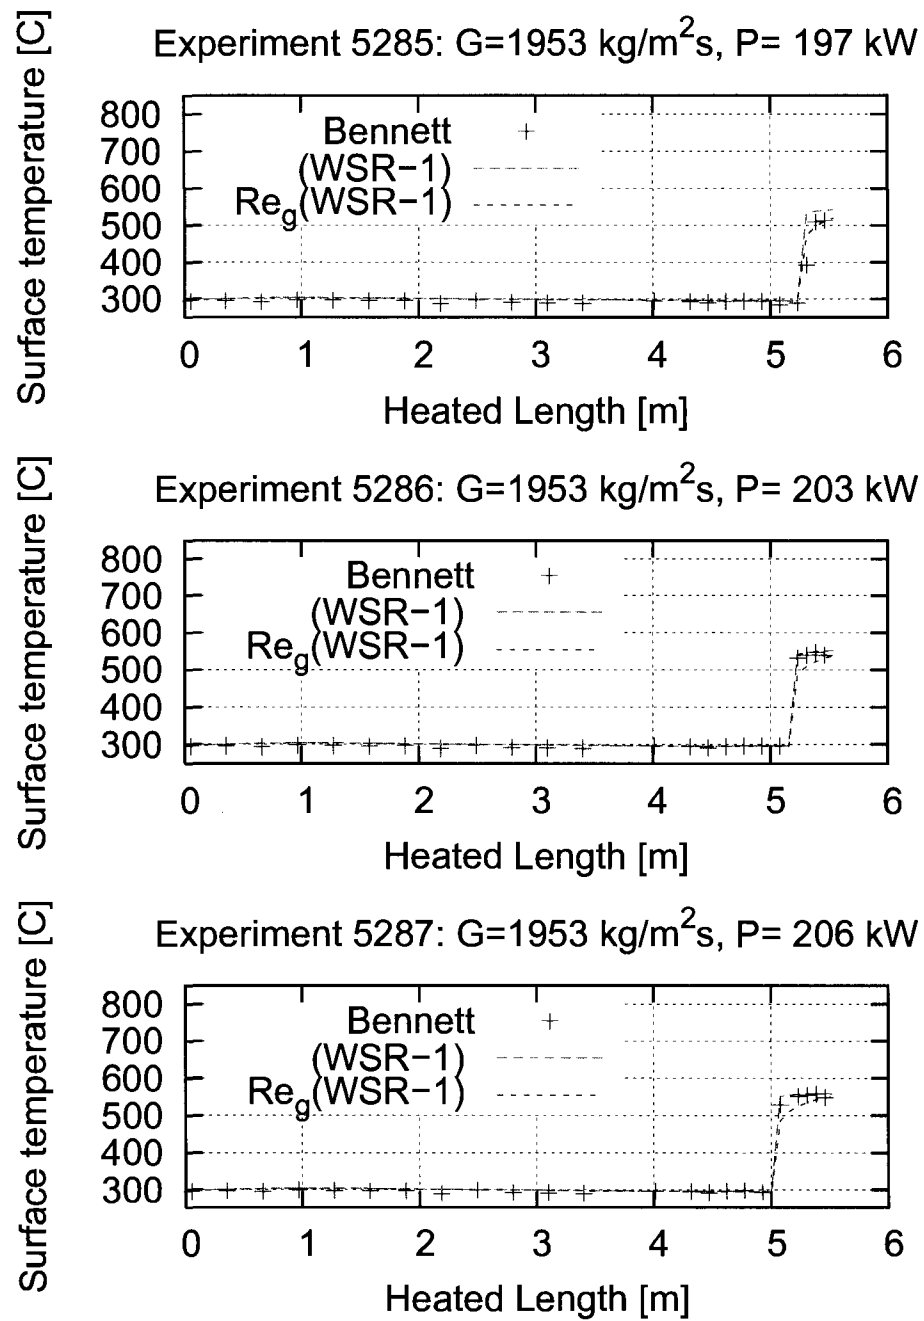 Experiment 5285: G=1953 kg/m²s, P= 197 kW
Surface temperature [C]
800
700
600
500
400
300
Bennett
(WSR−1)
Re_g(WSR−1)
0 1 2 3 4 5 6
Heated Length [m]
Experiment 5286: G=1953 kg/m²s, P= 203 kW
Surface temperature [C]
800
700
600
500
400
300
Bennett
(WSR−1)
Re_g(WSR−1)
0 1 2 3 4 5 6
Heated Length [m]
Experiment 5287: G=1953 kg/m²s, P= 206 kW
Surface temperature [C]
800
700
600
500
400
300
Bennett
(WSR−1)
Re_g(WSR−1)
0 1 2 3 4 5 6
Heated Length [m]